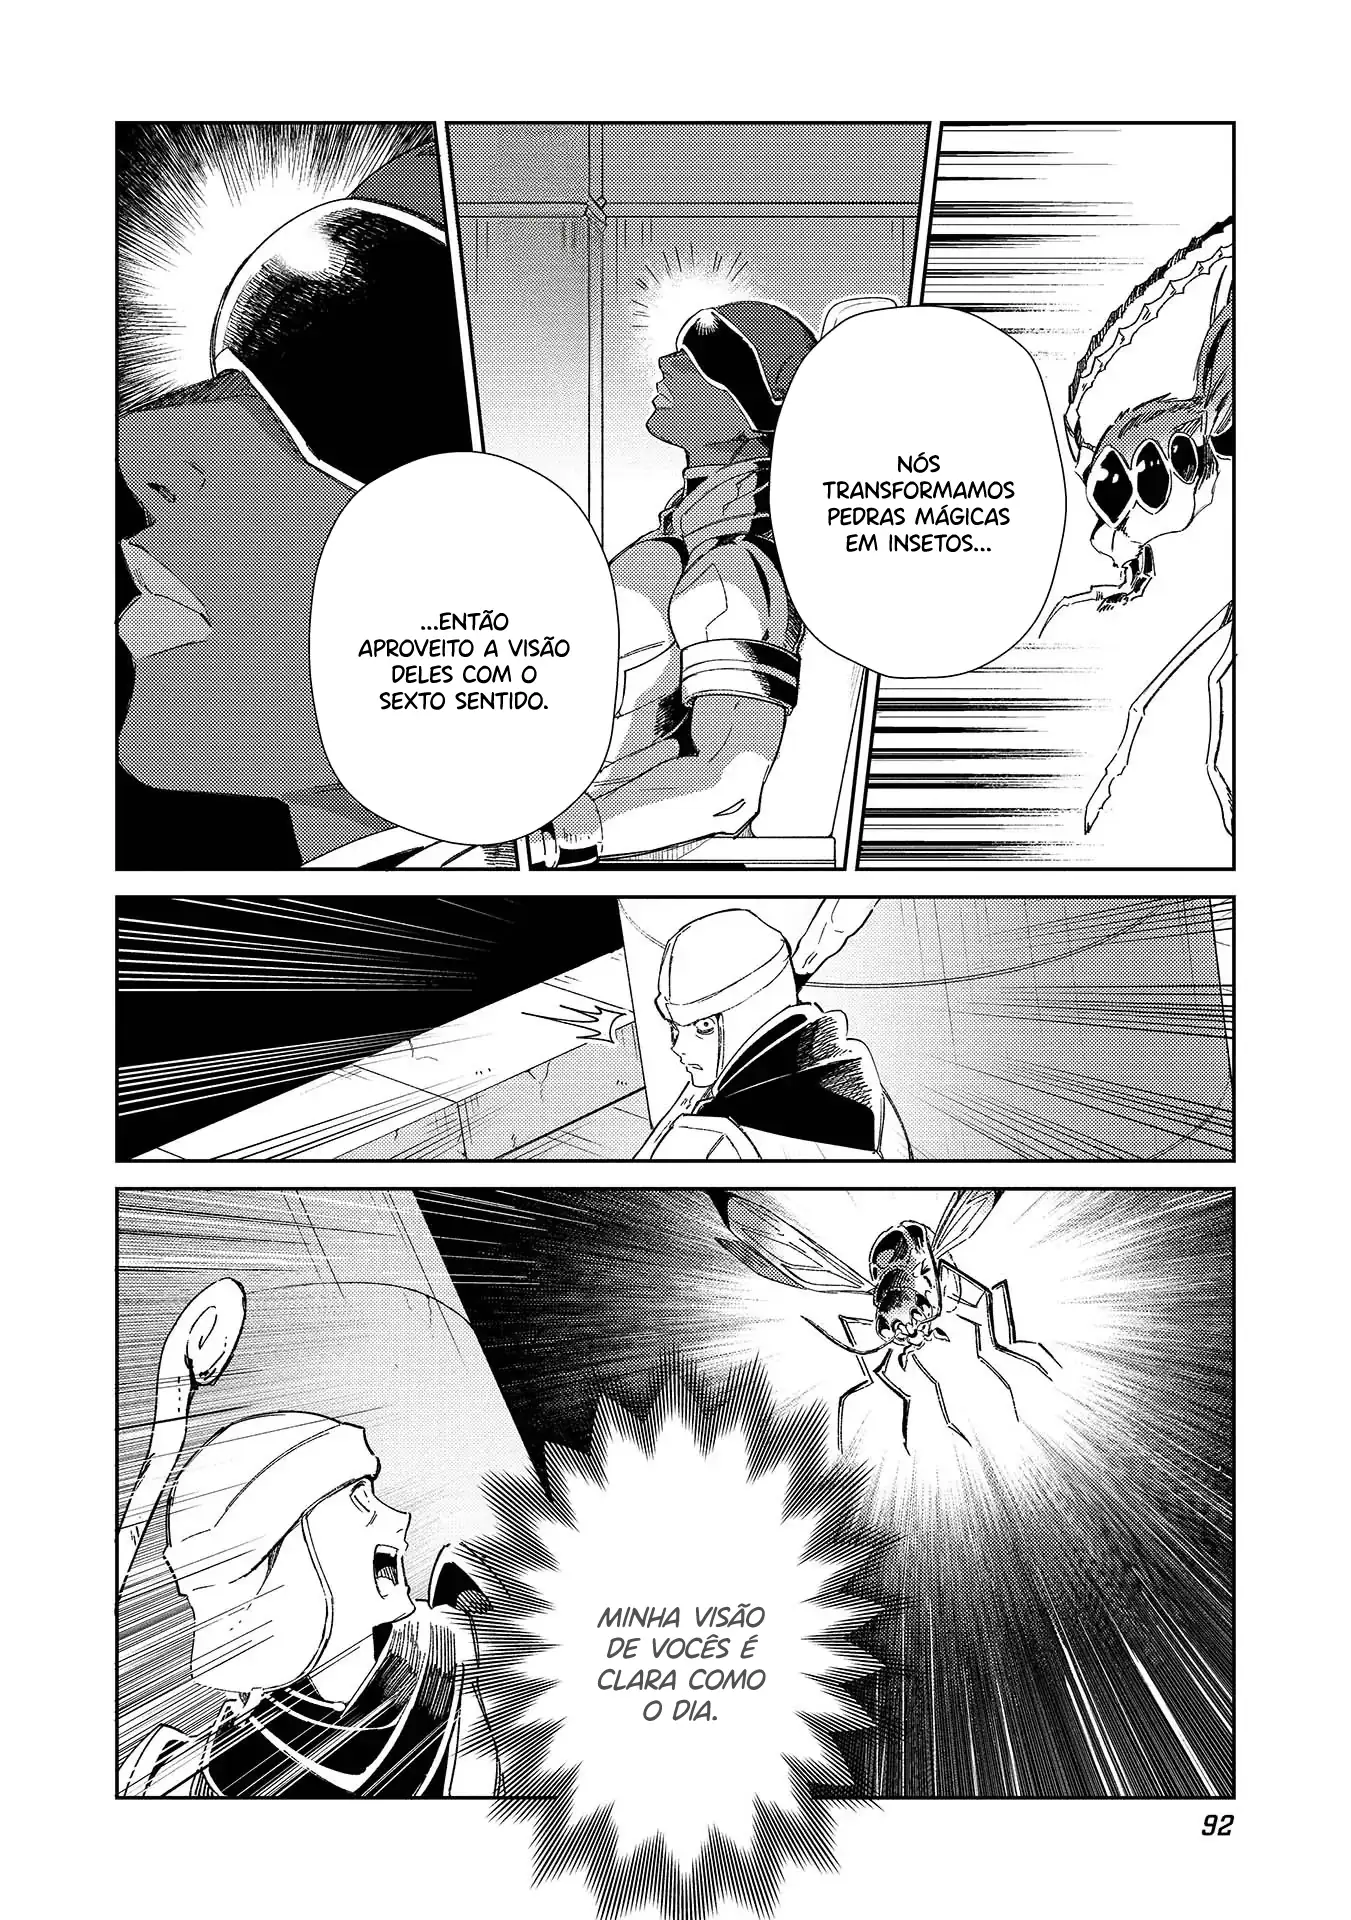 NÓS
TRANSFORMAMOS
PEDRAS MÁGICAS
EM INSETOS...
...ENTÃO
APROVEITO A VISÃO
DELES COM O
SEXTO SENTIDO.
MINHA VISÃO
DE VOCÊS É
CLARA COMO
O DIA.
92